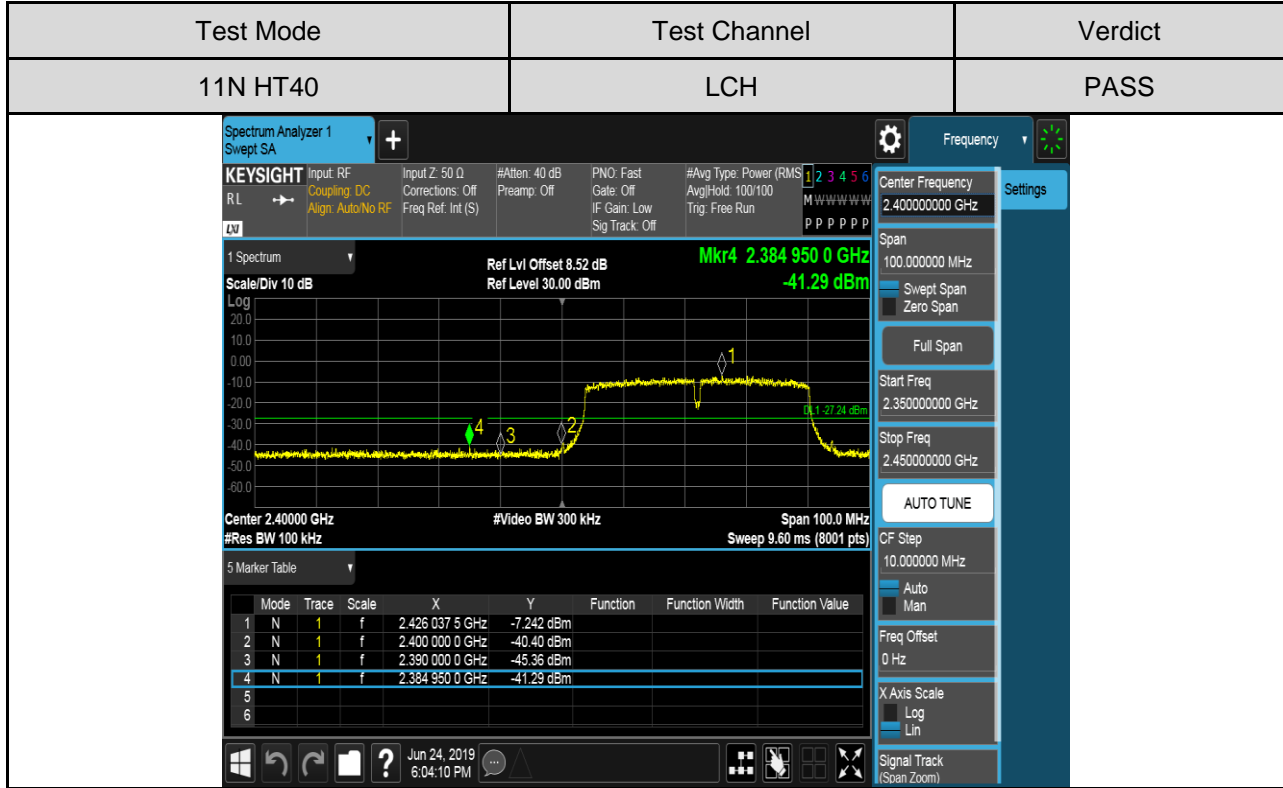 Test Mode Test Channel Verdict
11N HT40 LCH PASS
Spectrum Analyzer 1
Swept SA
+
Frequency
KEYSIGHT Input: RF Input Z: 50 Ω #Atten: 40 dB PNO: Fast #Avg Type: Power (RMS 1 2 3 4 5 6
RL Coupling: DC Corrections: Off Preamp: Off Gate: Off Avg|Hold: 100/100 M W W W W W
Align: Auto/No RF Freq Ref: Int (S) IF Gain: Low Trig: Free Run
LXI Sig Track: Off P P P P P P
1 Spectrum
Ref Lvl Offset 8.52 dB
Mkr4 2.384 950 0 GHz
Scale/Div 10 dB Ref Level 30.00 dBm -41.29 dBm
Log
20.0
10.0
0.00
-10.0
-20.0
-30.0
-40.0
-50.0
-60.0
1
DL1 -27.24 dBm
4
3
2
Center 2.40000 GHz #Video BW 300 kHz Span 100.0 MHz
#Res BW 100 kHz Sweep 9.60 ms (8001 pts)
5 Marker Table
Mode Trace Scale X Y Function Function Width Function Value
1 N 1 f 2.426 037 5 GHz -7.242 dBm
2 N 1 f 2.400 000 0 GHz -40.40 dBm
3 N 1 f 2.390 000 0 GHz -45.36 dBm
4 N 1 f 2.384 950 0 GHz -41.29 dBm
5
6
? Jun 24, 2019
6:04:10 PM
Settings
Center Frequency
2.400000000 GHz
Span
100.000000 MHz
Swept Span
Zero Span
Full Span
Start Freq
2.350000000 GHz
Stop Freq
2.450000000 GHz
AUTO TUNE
CF Step
10.000000 MHz
Auto
Man
Freq Offset
0 Hz
X Axis Scale
Log
Lin
Signal Track
(Span Zoom)